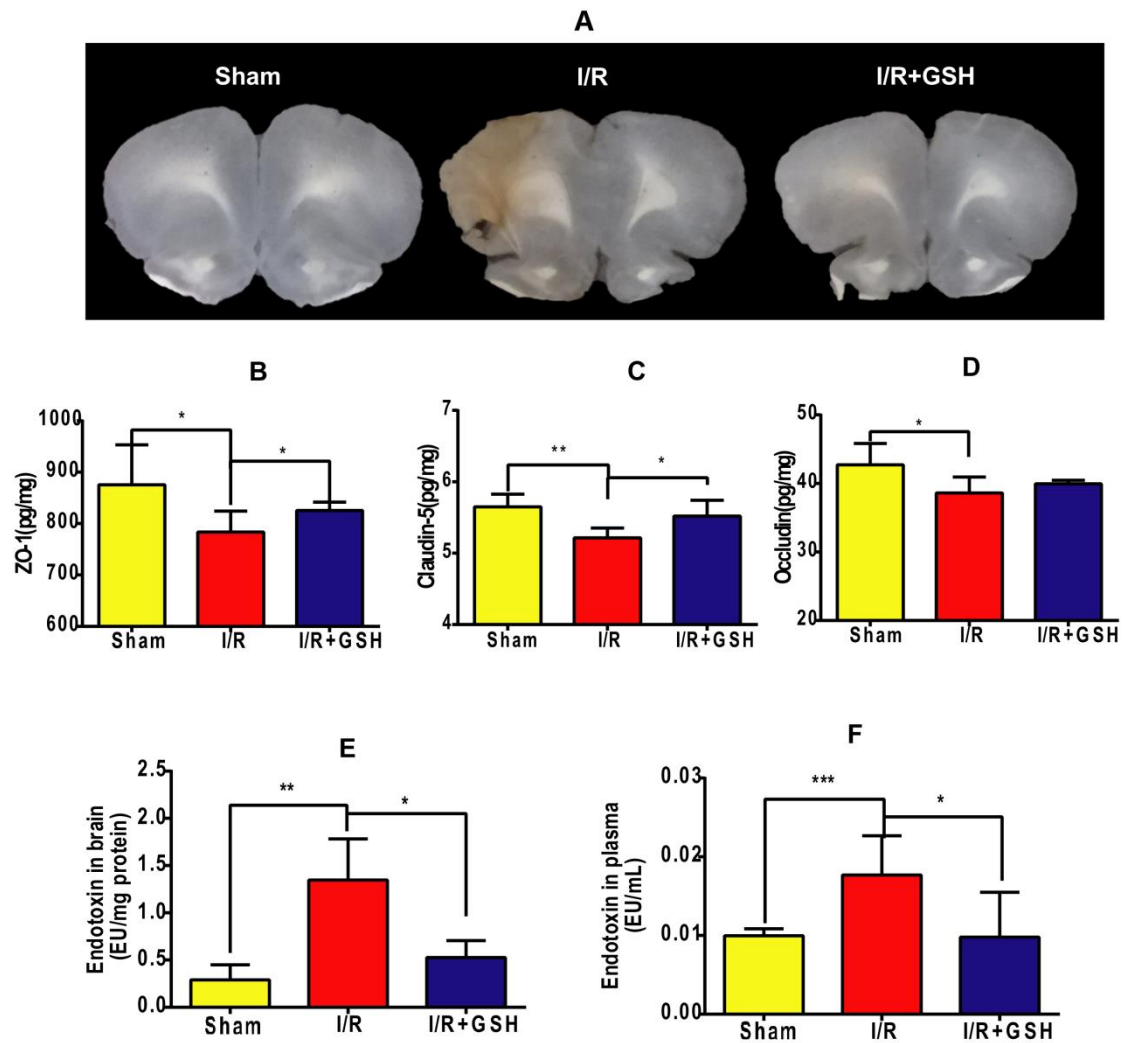 A
Sham I/R I/R+GSH
B
ZO-1(pg/mg)
1000
900
800
700
600
*
*
Sham I/R I/R+GSH
C
Claudin-5(pg/mg)
7
6
5
4
**
*
Sham I/R I/R+GSH
D
Occludin(pg/mg)
50
40
30
20
*
Sham I/R I/R+GSH
E
Endotoxin in brain
(EU/mg protein)
2.5
2.0
1.5
1.0
0.5
0.0
**
*
Sham I/R I/R+GSH
F
Endotoxin in plasma
(EU/mL)
0.03
0.02
0.01
0.00
***
*
Sham I/R I/R+GSH